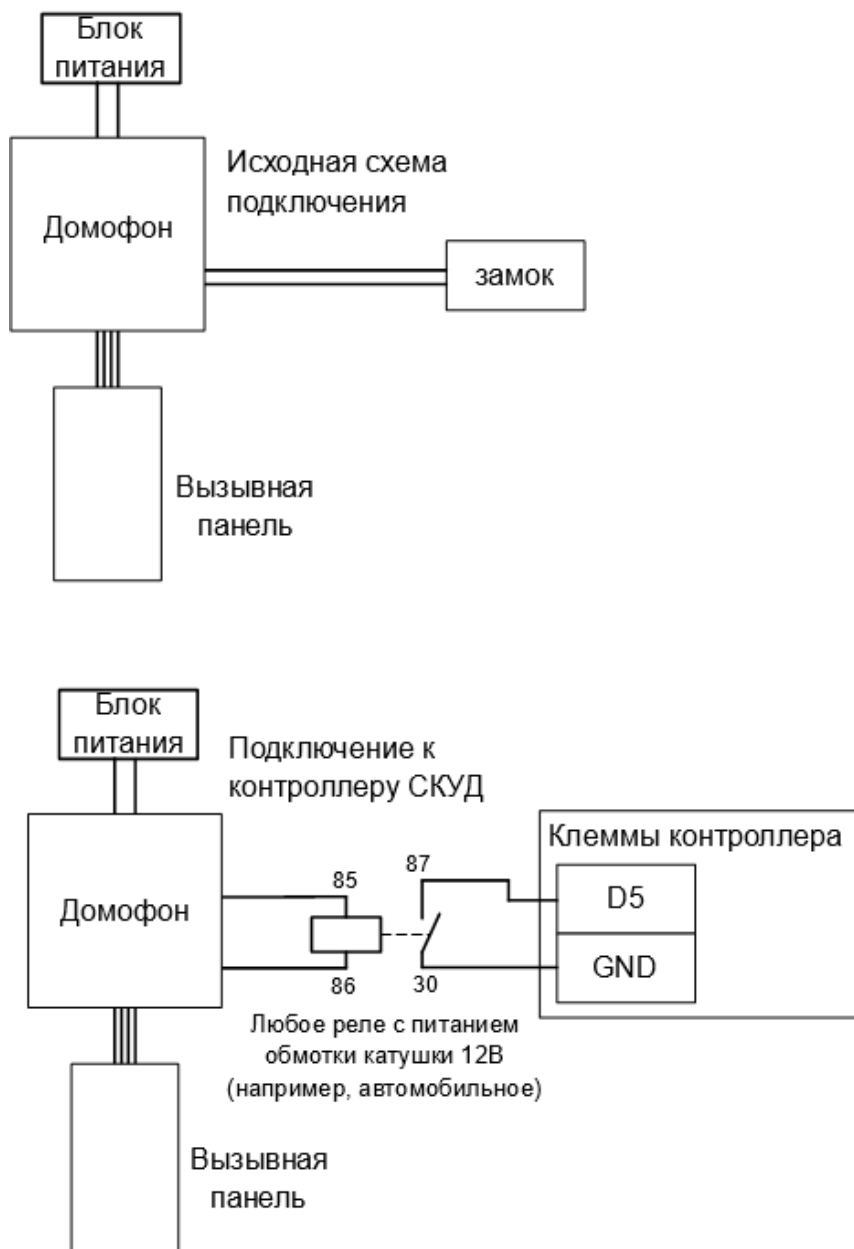 Блок
питания
Исходная схема
подключения
Домофон
замок
Вызывная
панель
Блок
питания
Подключение к
контроллеру СКУД
Клеммы контроллера
87
85
D5
Домофон
GND
86
30
Любое реле с питанием
обмотки катушки 12В
(например, автомобильное)
Вызывная
панель